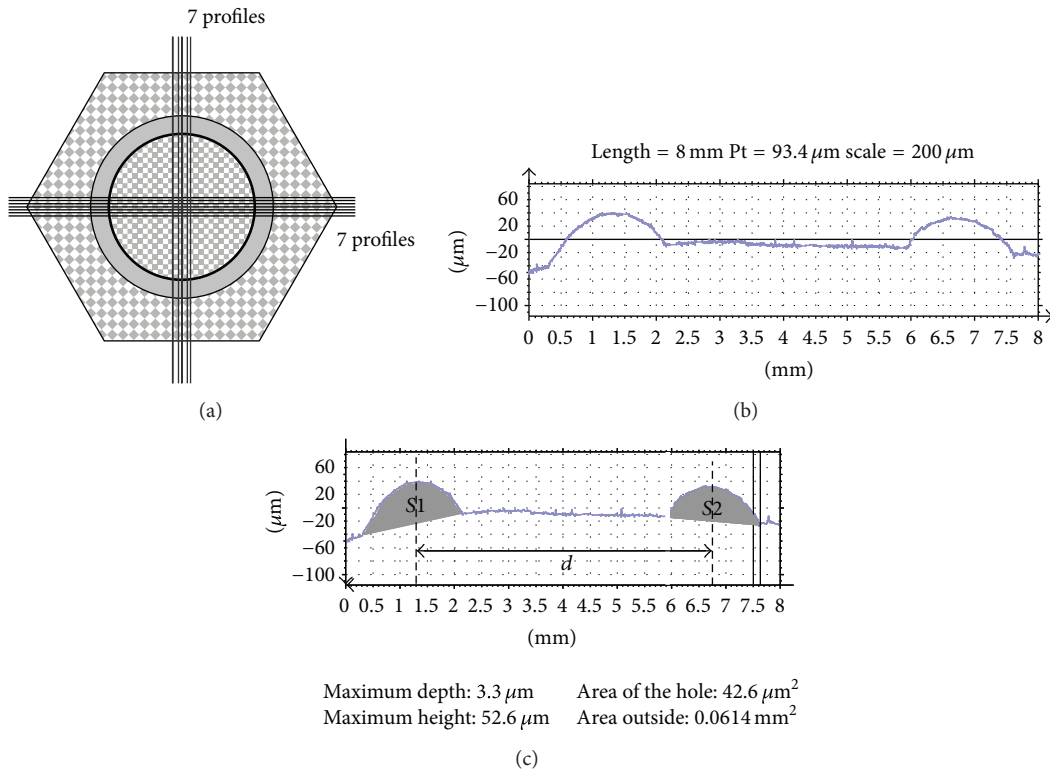 7 profiles
7 profiles
(a)
Length = 8 mm Pt = 93.4 μm scale = 200 μm
60
20
−20
−60
−100
(μm)
0 0.5 1 1.5 2 2.5 3 3.5 4 4.5 5 5.5 6 6.5 7 7.5 8
(mm)
(b)
60
20
−20
−60
−100
(μm)
S1
S2
d
0 0.5 1 1.5 2 2.5 3 3.5 4 4.5 5 5.5 6 6.5 7 7.5 8
(mm)
Maximum depth: 3.3 μm Area of the hole: 42.6 μm²
Maximum height: 52.6 μm Area outside: 0.0614 mm²
(c)